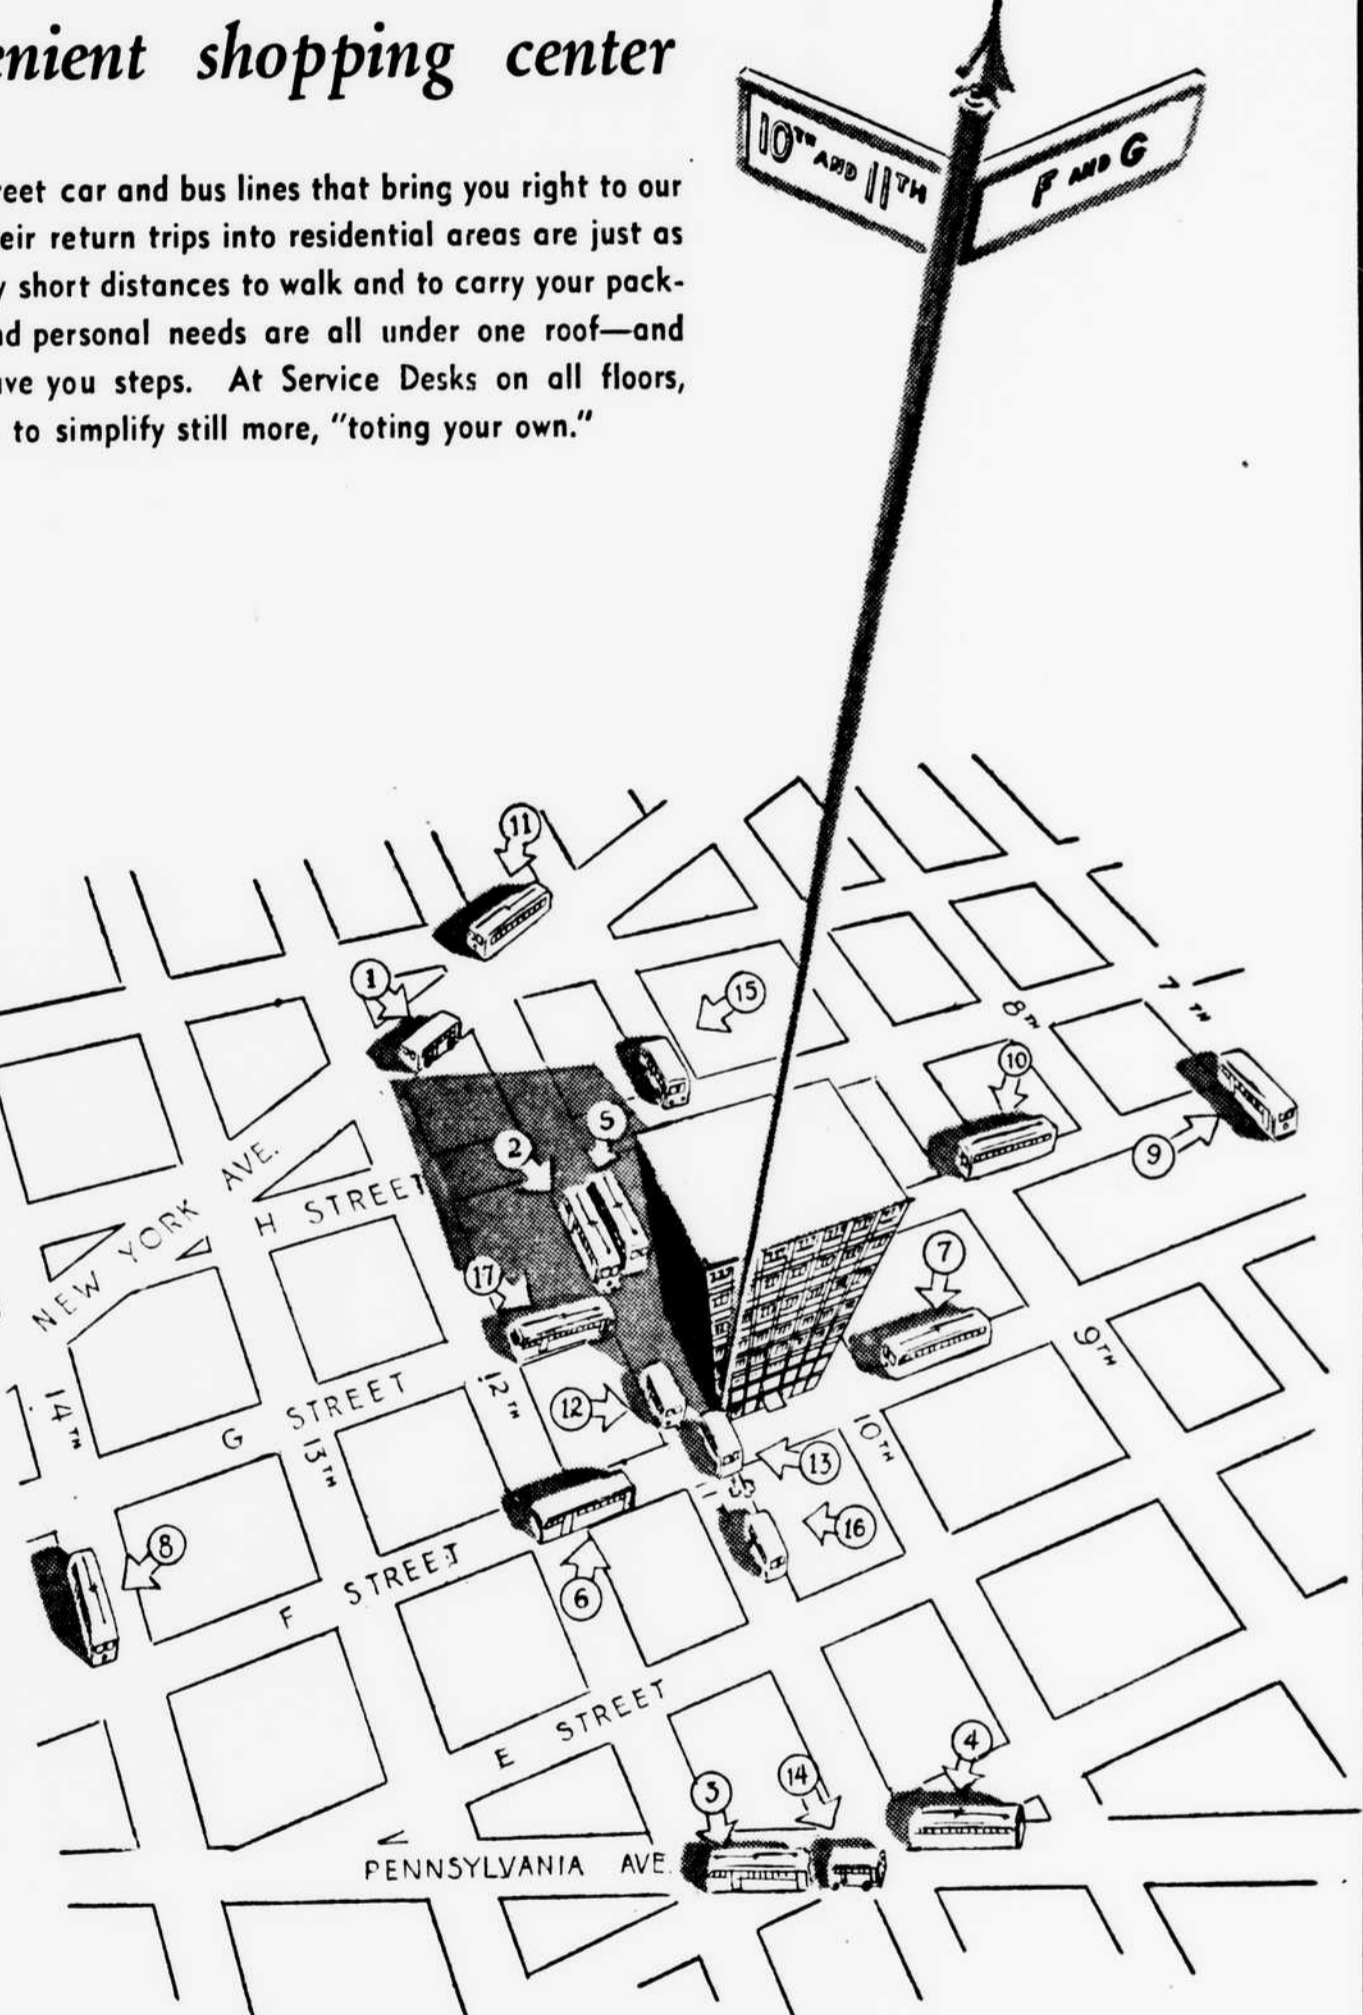 enient shopping center
reet car and bus lines that bring you right to our
eir return trips into residential areas are just as
y short distances to walk and to carry your pack-
nd personal needs are all under one roof—and
ave you steps. At Service Desks on all floors,
to simplify still more, "toting your own."
10TH AND 11TH
F AND G
11
1
15
7TH
8TH
10
9
5
2
NEW YORK AVE.
H STREET
7
17
9TH
14TH
G STREET
12TH
13TH
12
10TH
13
16
8
F STREET
6
E STREET
4
14
3
PENNSYLVANIA AVE.